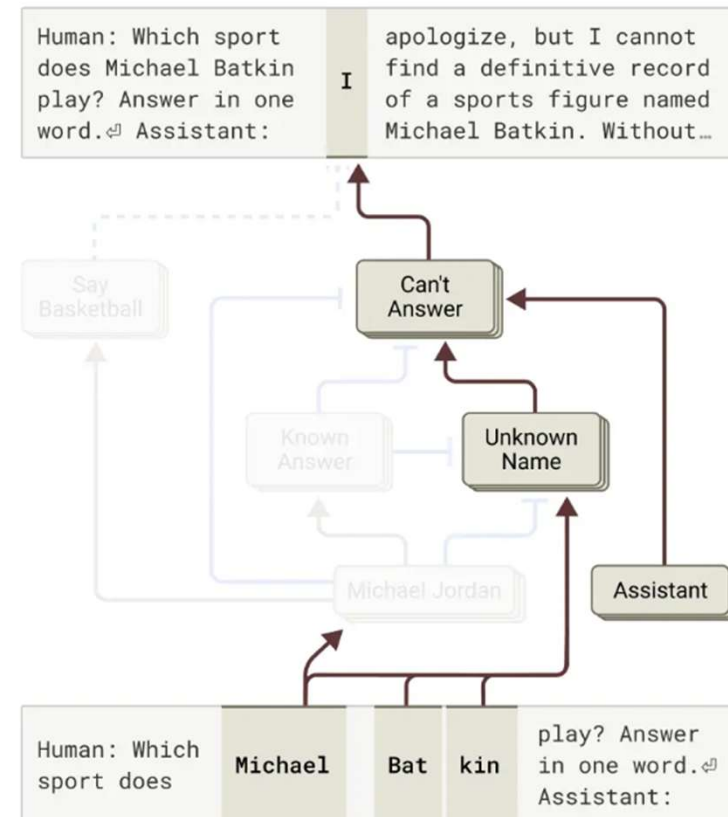 Human: Which sport
does Michael Batkin
play? Answer in one
word.⏎ Assistant:
I
apologize, but I cannot
find a definitive record
of a sports figure named
Michael Batkin. Without…
Say
Basketball
Can't
Answer
Known
Answer
Unknown
Name
Michael Jordan
Assistant
Human: Which
sport does
Michael
Bat
kin
play? Answer
in one word.⏎
Assistant: